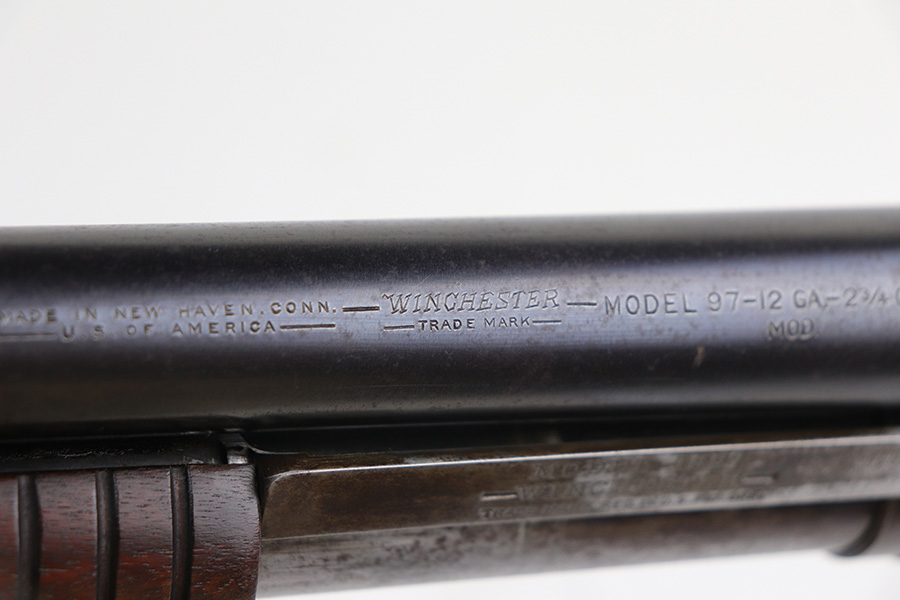 MADE IN NEW HAVEN. CONN. — WINCHESTER — MODEL 97-12 GA.-2¾
— U.S. OF AMERICA — — TRADE MARK — MOD.